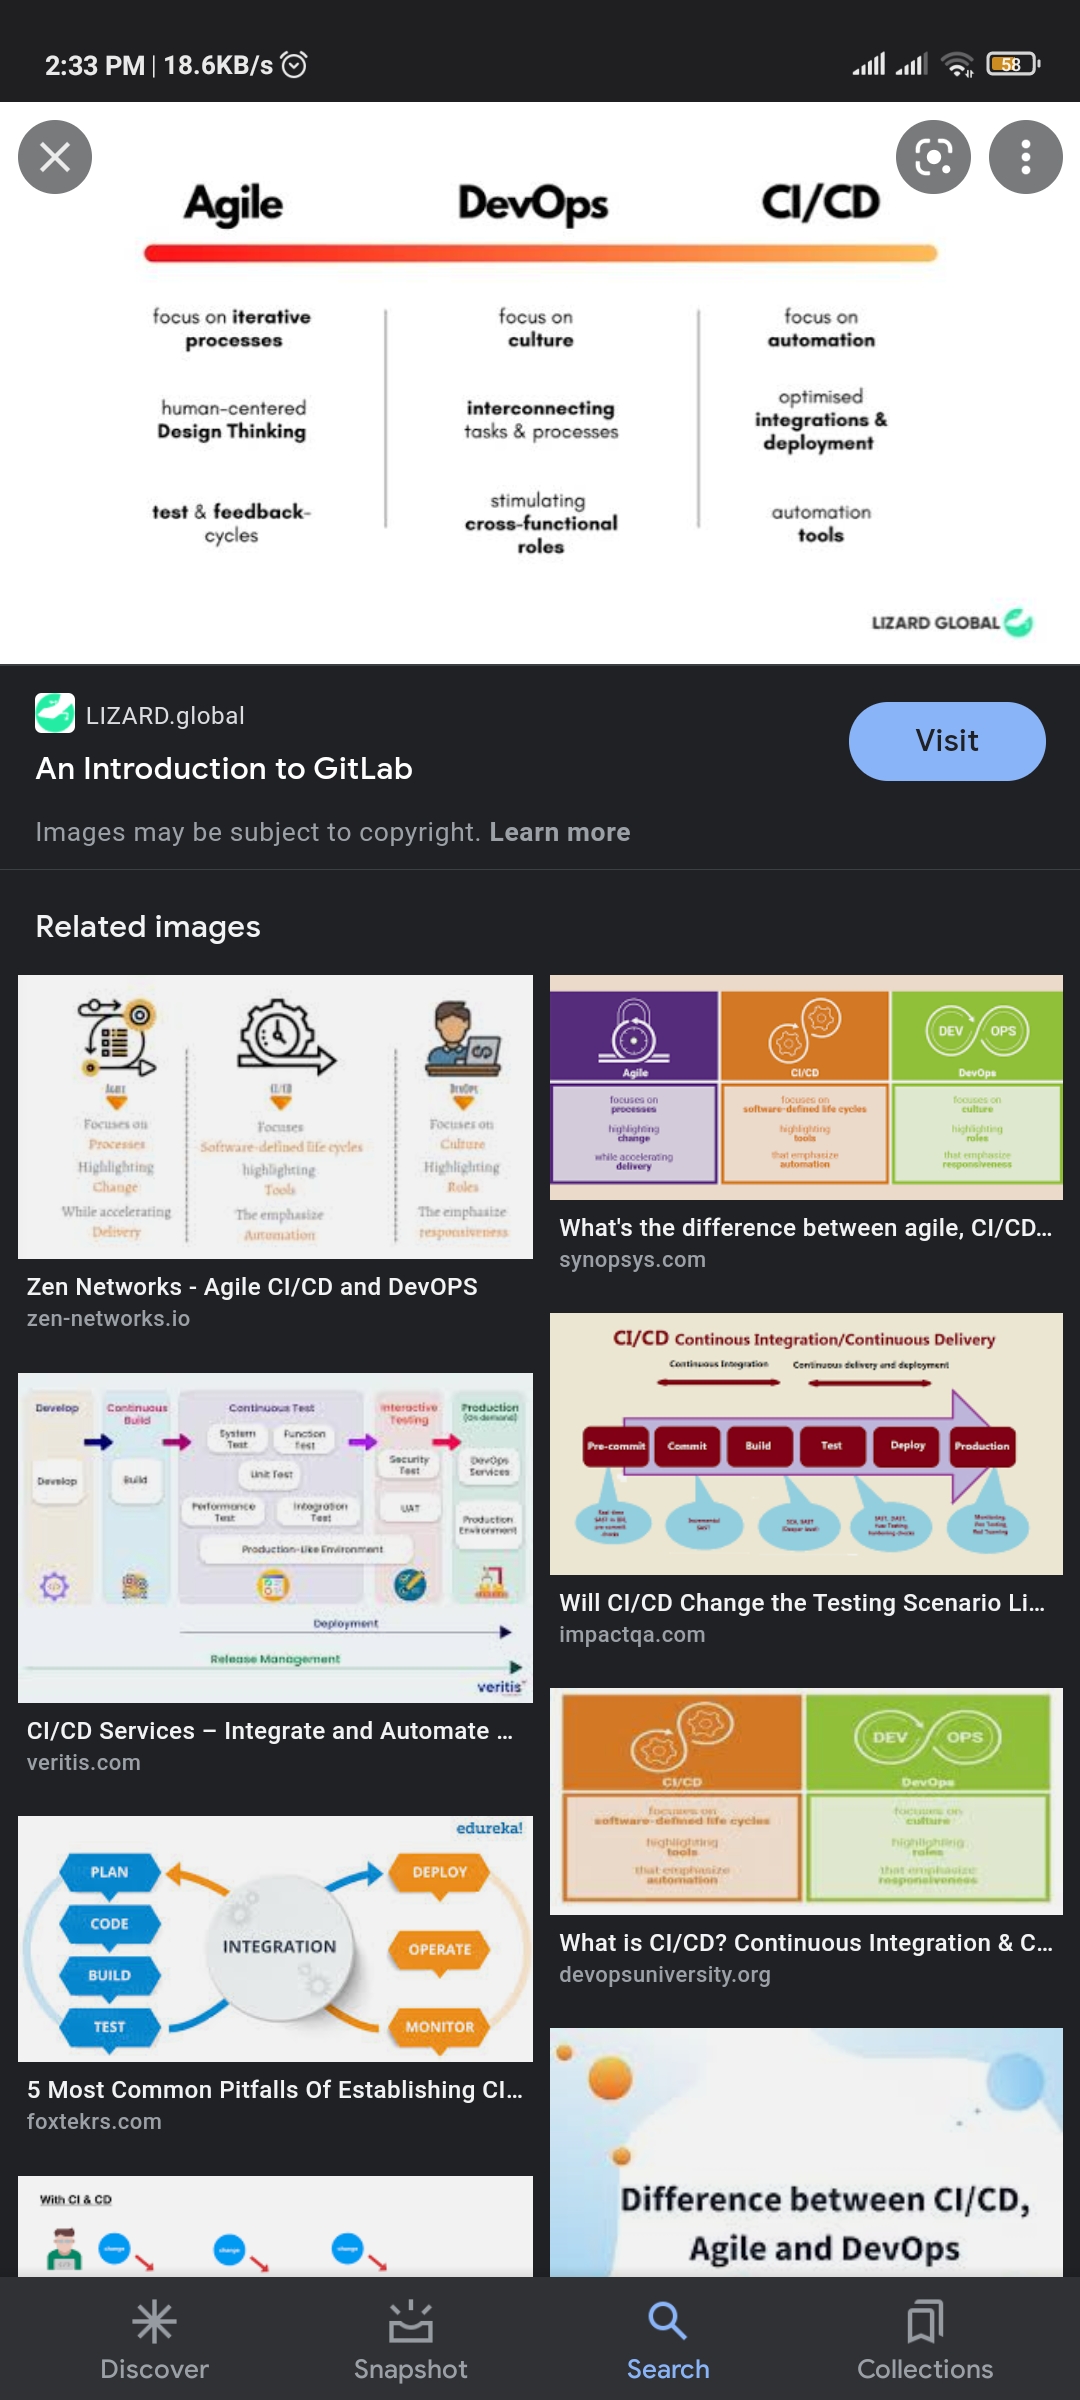 2:33 PM | 18.6KB/s
58
Agile
DevOps
CI/CD
focus on iterative
processes
human-centered
Design Thinking
test & feedback-
cycles
focus on
culture
interconnecting
tasks & processes
stimulating
cross-functional
roles
focus on
automation
optimised
integrations &
deployment
automation
tools
LIZARD GLOBAL
LIZARD.global
An Introduction to GitLab
Visit
Images may be subject to copyright. Learn more
Related images
Agile
Focuses on
Processes
Highlighting
Change
While accelerating
Delivery
CI/CD
Focuses
Software-defined life cycles
highlighting
Tools
The emphasize
Automation
DevOps
Focuses on
Culture
Highlighting
Roles
The emphasize
responsiveness
Zen Networks - Agile CI/CD and DevOPS
zen-networks.io
Agile
focuses on
processes
highlighting
change
while accelerating
delivery
CI/CD
focuses on
software-defined life cycles
highlighting
tools
that emphasize
automation
DEV OPS
DevOps
focuses on
culture
highlighting
roles
that emphasize
responsiveness
What's the difference between agile, CI/CD...
synopsys.com
Develop
Continuous
Build
Continuous Test
Interactive
Testing
Production
(On demand)
Develop
Build
System
Test
Function
Test
Unit Test
Performance
Test
Integration
Test
Production-Like Environment
Security
Test
UAT
DevOps
Services
Production
Environment
Deployment
Release Management
veritis
CI/CD Services – Integrate and Automate ...
veritis.com
CI/CD Continous Integration/Continuous Delivery
Continuous Integration
Continuous delivery and deployment
Pre-commit
Commit
Build
Test
Deploy
Production
Will CI/CD Change the Testing Scenario Li...
impactqa.com
edureka!
PLAN
CODE
BUILD
TEST
INTEGRATION
DEPLOY
OPERATE
MONITOR
5 Most Common Pitfalls Of Establishing CI...
foxtekrs.com
CI/CD
focuses on
software-defined life cycles
highlighting
tools
that emphasize
automation
DEV OPS
DevOps
focuses on
culture
highlighting
roles
that emphasize
responsiveness
What is CI/CD? Continuous Integration & C...
devopsuniversity.org
With CI & CD
change
change
change
Difference between CI/CD,
Agile and DevOps
Discover
Snapshot
Search
Collections